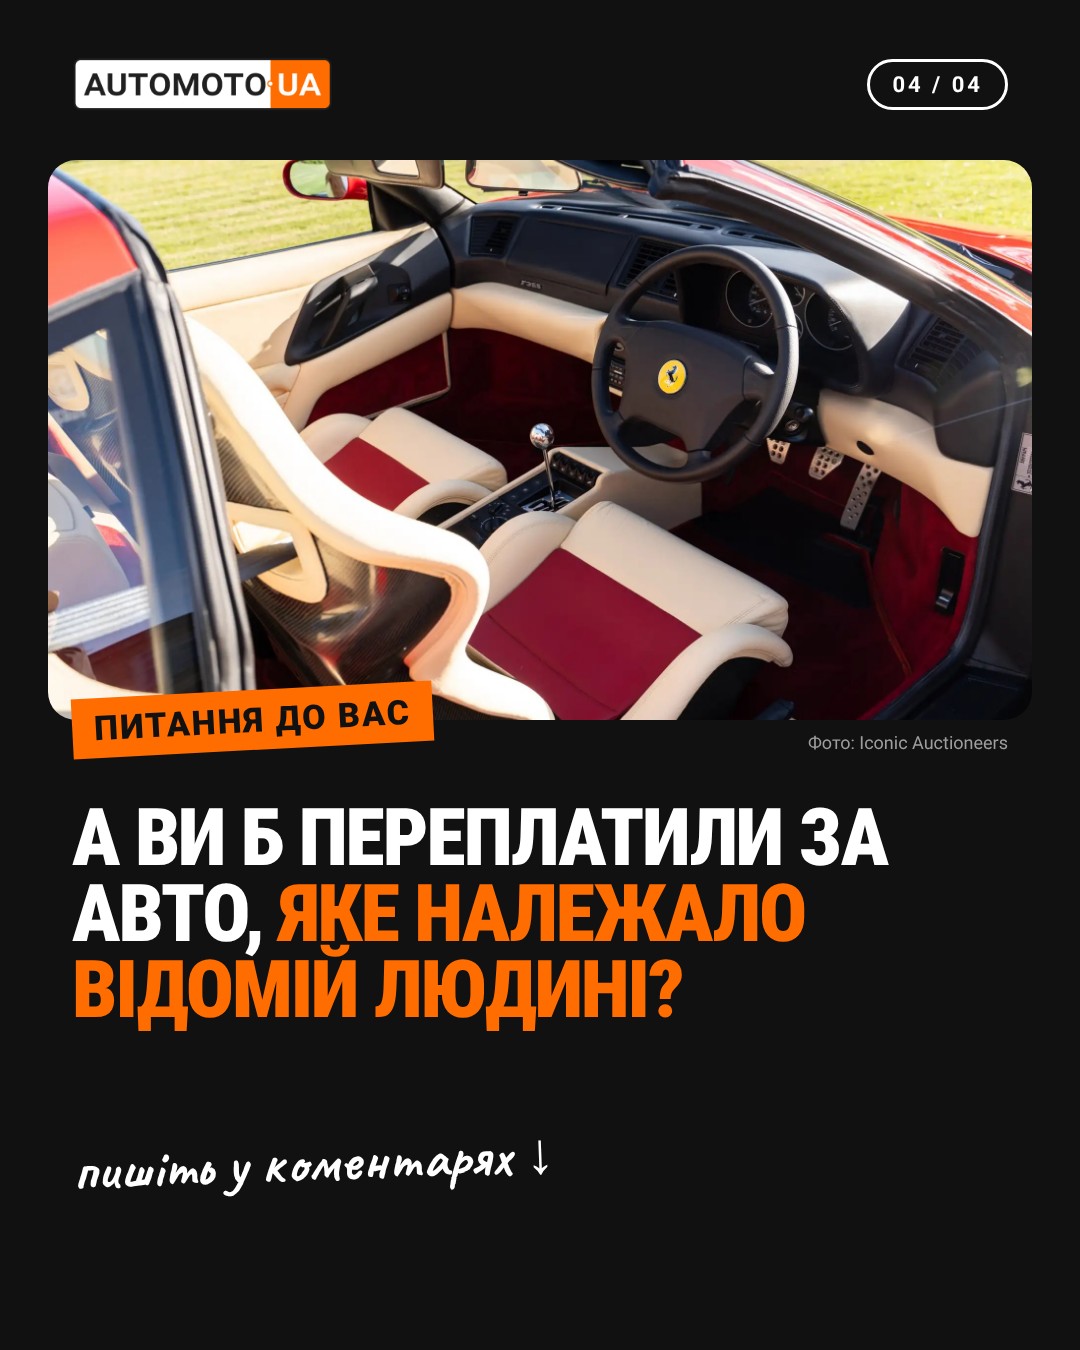 AUTOMOTO UA
04 / 04
F355
ПИТАННЯ ДО ВАС
Фото: Iconic Auctioneers
А ВИ Б ПЕРЕПЛАТИЛИ ЗА
АВТО, ЯКЕ НАЛЕЖАЛО
ВІДОМІЙ ЛЮДИНІ?
пишіть у коментарях ↓